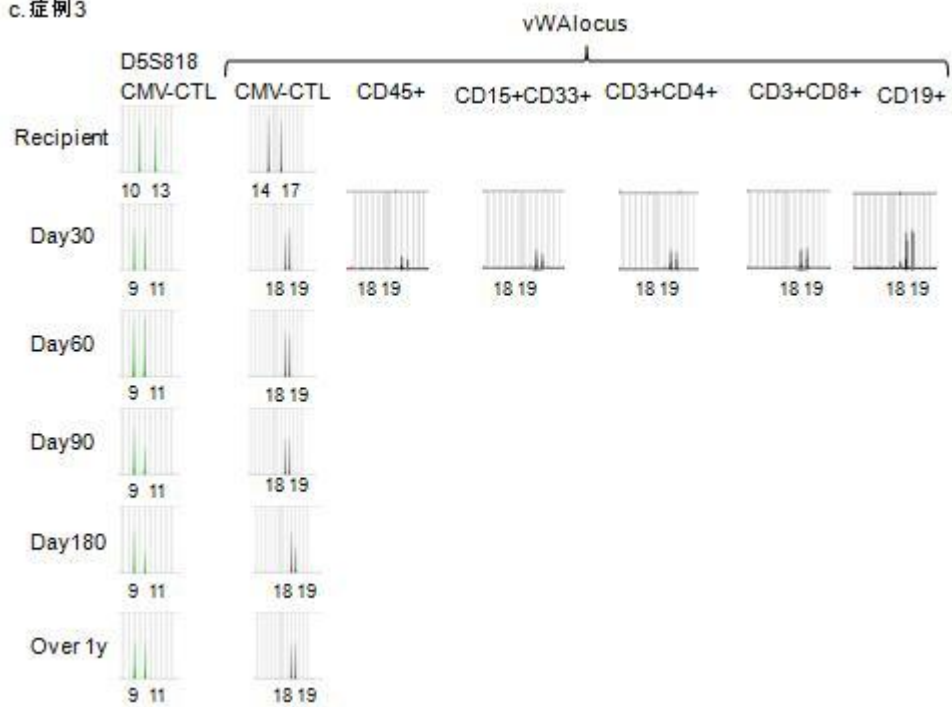 c.症例3
vWAlocus
D5S818
CMV-CTL CMV-CTL CD45+ CD15+CD33+ CD3+CD4+ CD3+CD8+ CD19+
Recipient
10 13 14 17
Day30
9 11 18 19 18 19 18 19 18 19 18 19 18 19
Day60
9 11 18 19
Day90
9 11 18 19
Day180
9 11 18 19
Over 1y
9 11 18 19